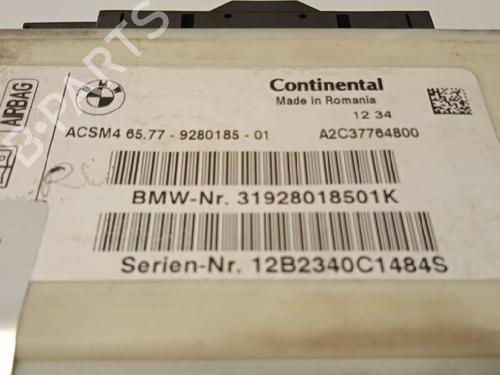 AIRBAG
BMW
Continental
Made in Romania
12 34
ACSM4 65.77 - 9280185 - 01
A2C37764800
BMW-Nr. 31928018501K
Serien-Nr. 12B2340C1484S
B-PARTS